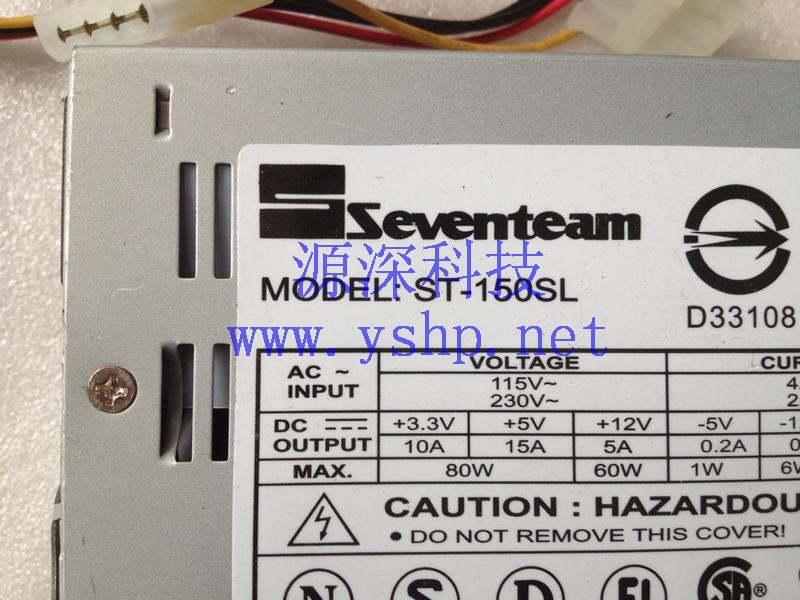 Seventeam
源深科技
MODEL: ST-150SL
D33108
www.yshp.net
AC ~ INPUT VOLTAGE
115V~
230V~
DC OUTPUT +3.3V +5V +12V -5V
10A 15A 5A 0.2A
MAX. 80W 60W 1W
CAUTION : HAZARDOU
• DO NOT REMOVE THIS COVER!
N S D FI SA ®